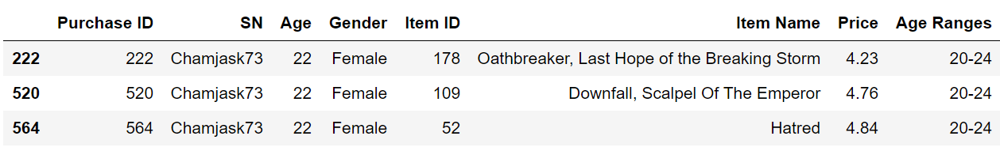 Purchase ID SN Age Gender Item ID Item Name Price Age Ranges
222 222 Chamjask73 22 Female 178 Oathbreaker, Last Hope of the Breaking Storm 4.23 20-24
520 520 Chamjask73 22 Female 109 Downfall, Scalpel Of The Emperor 4.76 20-24
564 564 Chamjask73 22 Female 52 Hatred 4.84 20-24